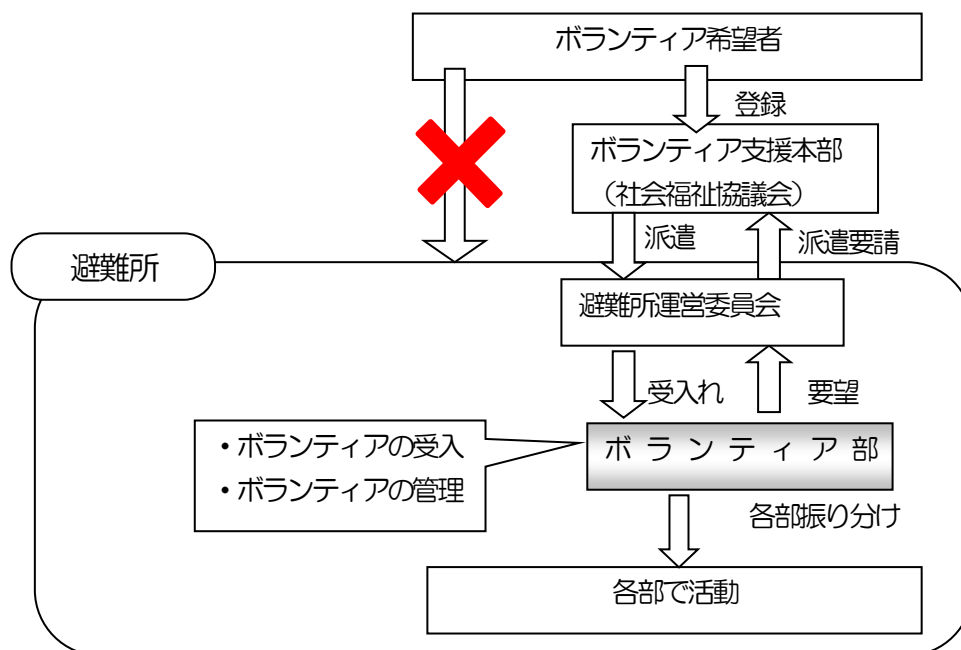 ボランティア希望者
登録
ボランティア支援本部
（社会福祉協議会）
派遣
派遣要請
避難所
避難所運営委員会
受入れ
要望
・ボランティアの受入
・ボランティアの管理
ボランティア部
各部振り分け
各部で活動